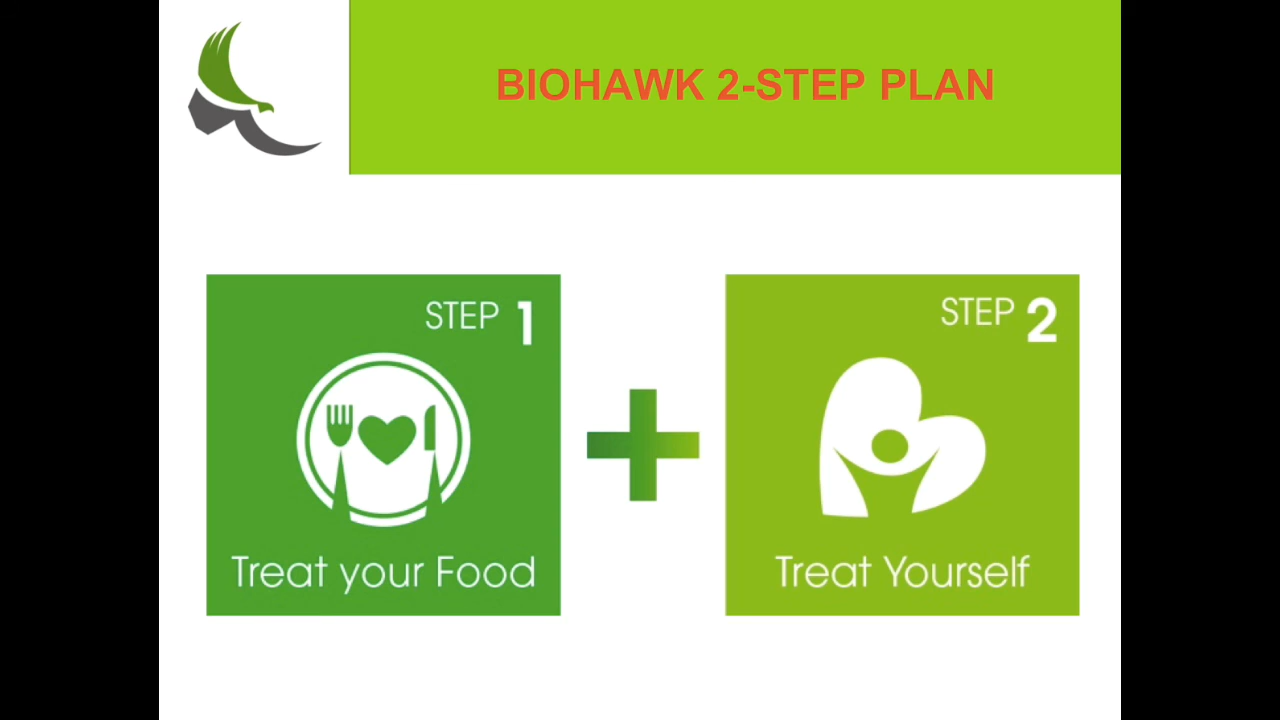 BIOHAWK 2-STEP PLAN
STEP 1
Treat your Food
STEP 2
Treat Yourself